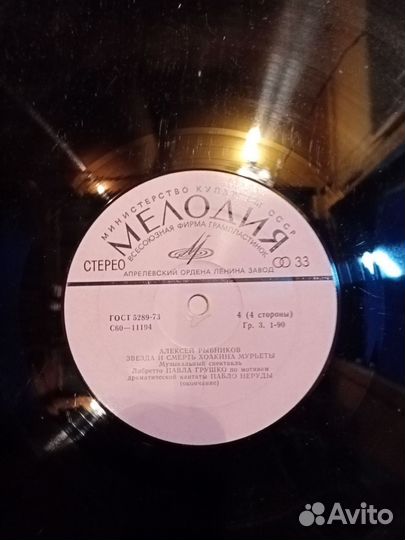 МИНИСТЕРСТВО КУЛЬТУРЫ СССР
МЕЛОДИЯ
ВСЕСОЮЗНАЯ ФИРМА ГРАМПЛАСТИНОК
СТЕРЕО
33
АПРЕЛЕВСКИЙ ОРДЕНА ЛЕНИНА ЗАВОД
ГОСТ 5289-73
4 (4 стороны)
С60—11194
Гр. 3. 1-90
АЛЕКСЕЙ РЫБНИКОВ
ЗВЕЗДА И СМЕРТЬ ХОАКИНА МУРЬЕТЫ
Музыкальный спектакль
Либретто ПАВЛА ГРУШКО по мотивам
драматической кантаты ПАБЛО НЕРУДЫ
(окончание)
Avito